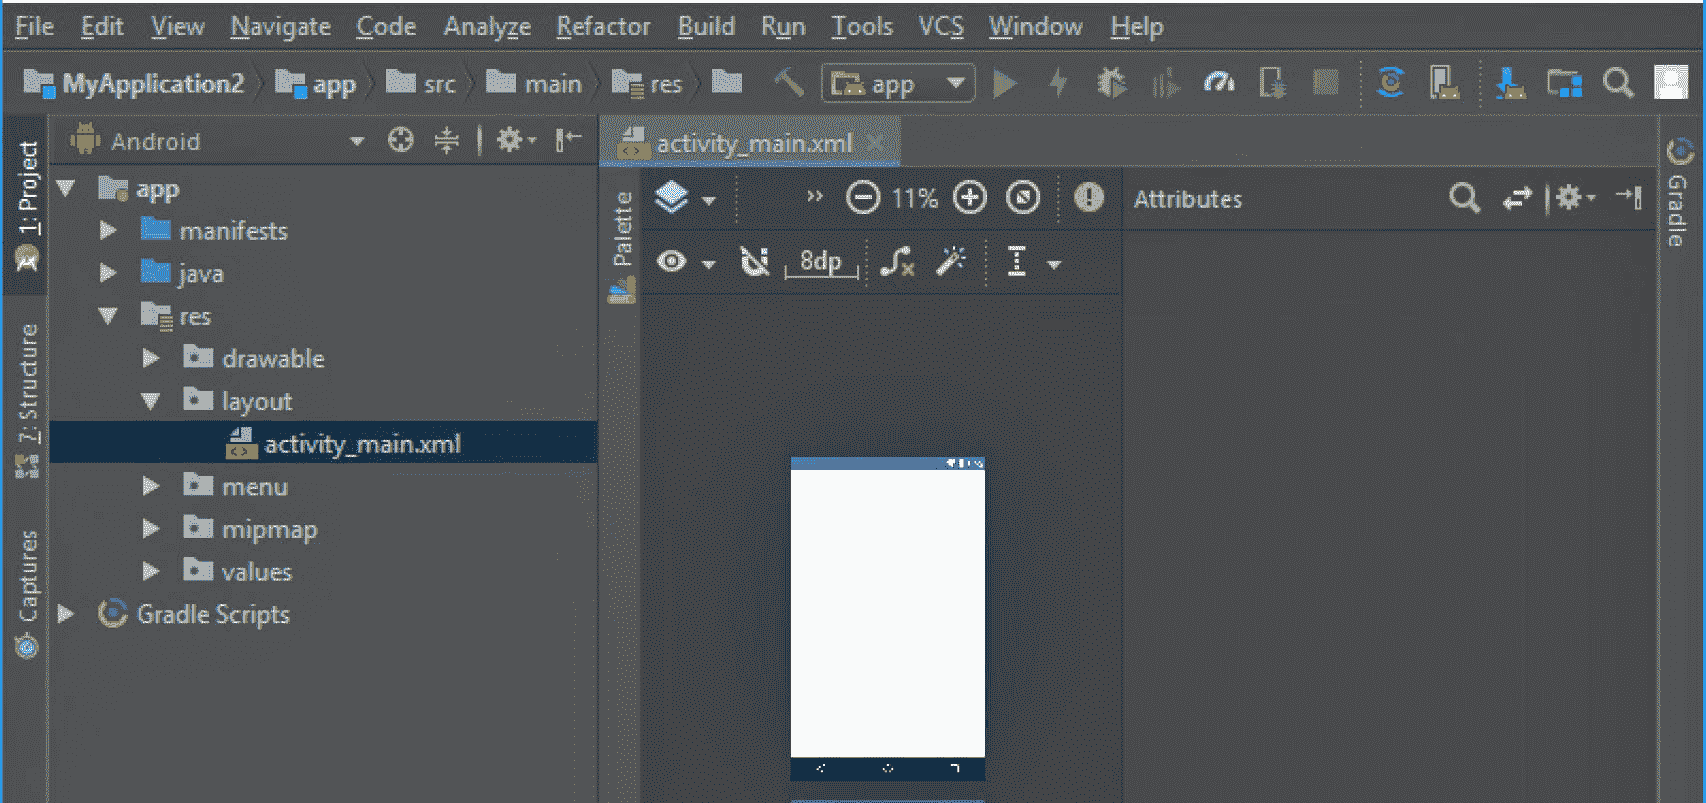 File Edit View Navigate Code Analyze Refactor Build Run Tools VCS Window Help
MyApplication2 app src main res app
1: Project
7: Structure
Captures
Android
app
manifests
java
res
drawable
layout
activity_main.xml
menu
mipmap
values
Gradle Scripts
activity_main.xml
Palette
11%
8dp
Attributes
Gradle